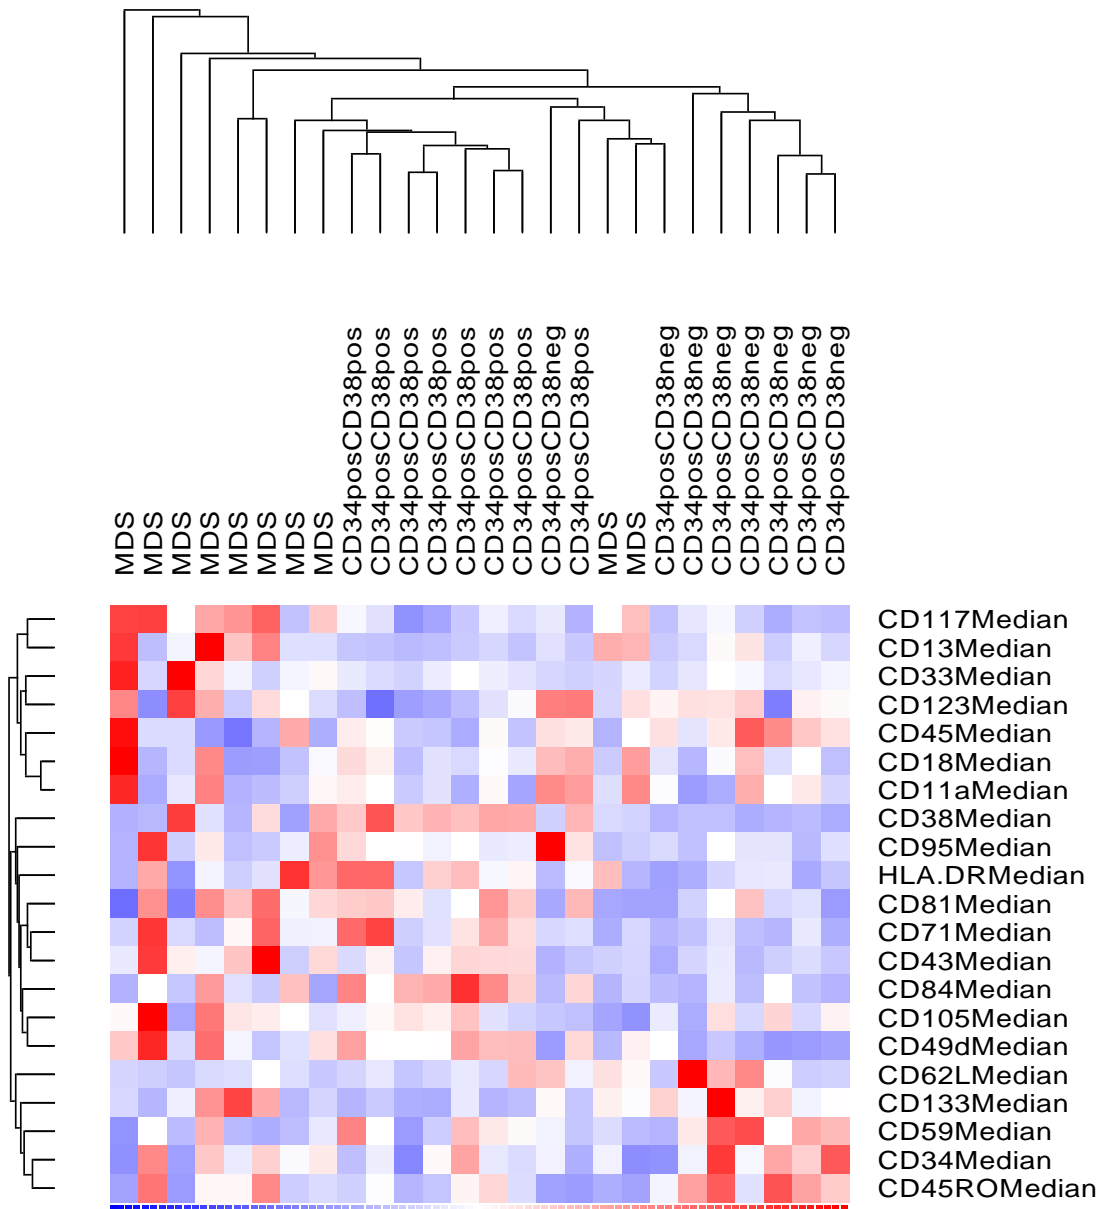 MDS
MDS
MDS
MDS
MDS
MDS
MDS
MDS
CD34posCD38pos
CD34posCD38pos
CD34posCD38pos
CD34posCD38pos
CD34posCD38pos
CD34posCD38pos
CD34posCD38pos
CD34posCD38neg
CD34posCD38pos
MDS
MDS
CD34posCD38neg
CD34posCD38neg
CD34posCD38neg
CD34posCD38neg
CD34posCD38neg
CD34posCD38neg
CD34posCD38neg
CD117Median
CD13Median
CD33Median
CD123Median
CD45Median
CD18Median
CD11aMedian
CD38Median
CD95Median
HLA.DRMedian
CD81Median
CD71Median
CD43Median
CD84Median
CD105Median
CD49dMedian
CD62LMedian
CD133Median
CD59Median
CD34Median
CD45ROMedian